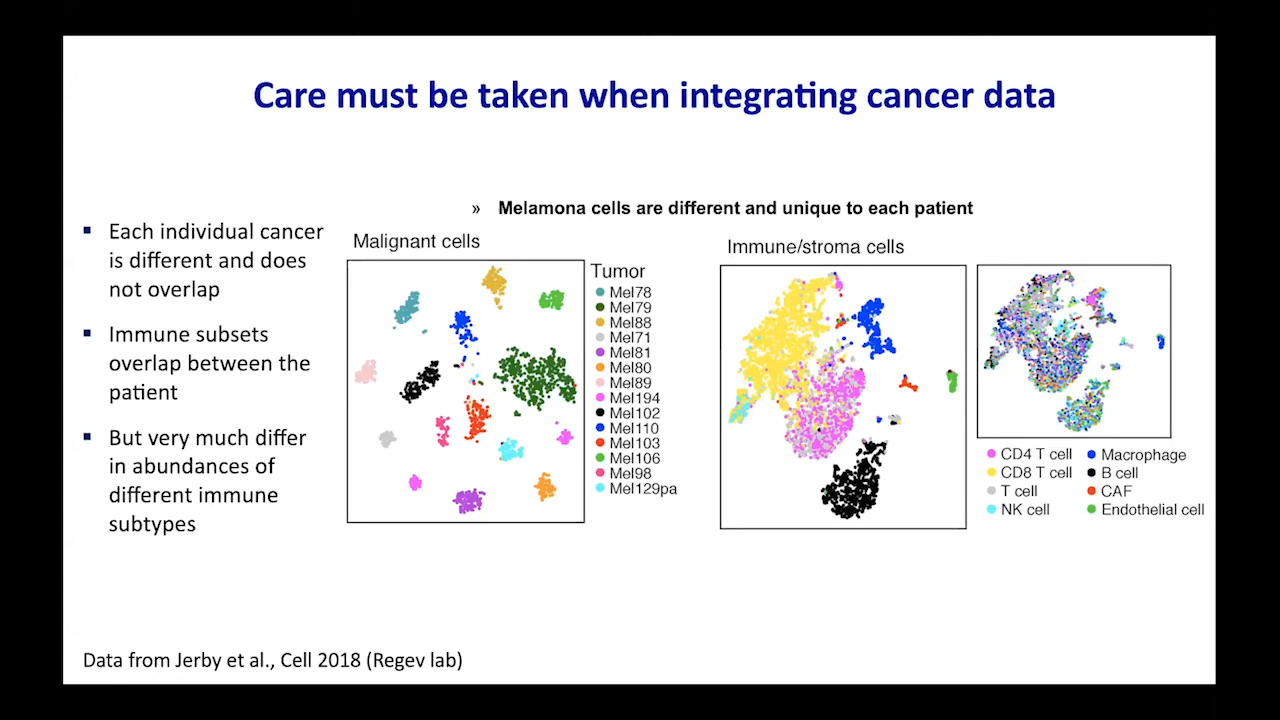 Care must be taken when integrating cancer data
» Melamona cells are different and unique to each patient
▪ Each individual cancer
is different and does
not overlap
▪ Immune subsets
overlap between the
patient
▪ But very much differ
in abundances of
different immune
subtypes
Malignant cells
Tumor
Mel78
Mel79
Mel88
Mel71
Mel81
Mel80
Mel89
Mel194
Mel102
Mel110
Mel103
Mel106
Mel98
Mel129pa
Immune/stroma cells
CD4 T cell
CD8 T cell
T cell
NK cell
Macrophage
B cell
CAF
Endothelial cell
Data from Jerby et al., Cell 2018 (Regev lab)